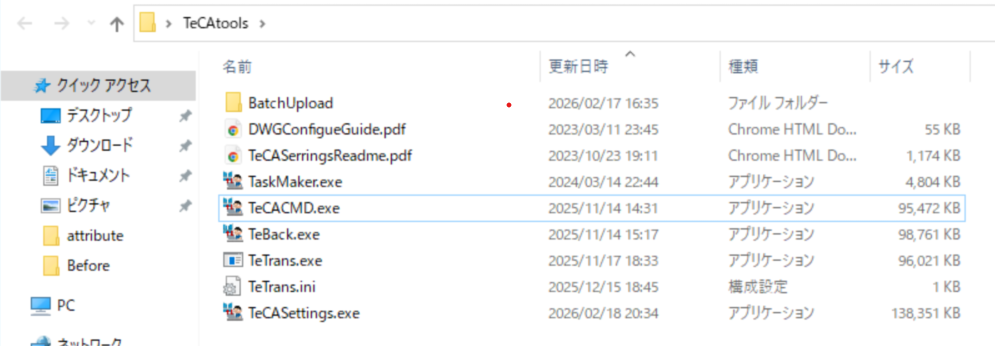 TeCAtools
クイック アクセス
デスクトップ
ダウンロード
ドキュメント
ピクチャ
attribute
Before
PC
ネットワーク
名前 更新日時 種類 サイズ
BatchUpload 2026/02/17 16:35 ファイル フォルダー
DWGConfigueGuide.pdf 2023/03/11 23:45 Chrome HTML Do... 55 KB
TeCASerringsReadme.pdf 2023/10/23 19:11 Chrome HTML Do... 1,174 KB
TaskMaker.exe 2024/03/14 22:44 アプリケーション 4,804 KB
TeCACMD.exe 2025/11/14 14:31 アプリケーション 95,472 KB
TeBack.exe 2025/11/14 15:17 アプリケーション 98,761 KB
TeTrans.exe 2025/11/17 18:33 アプリケーション 96,021 KB
TeTrans.ini 2025/12/15 18:45 構成設定 1 KB
TeCASettings.exe 2026/02/18 20:34 アプリケーション 138,351 KB